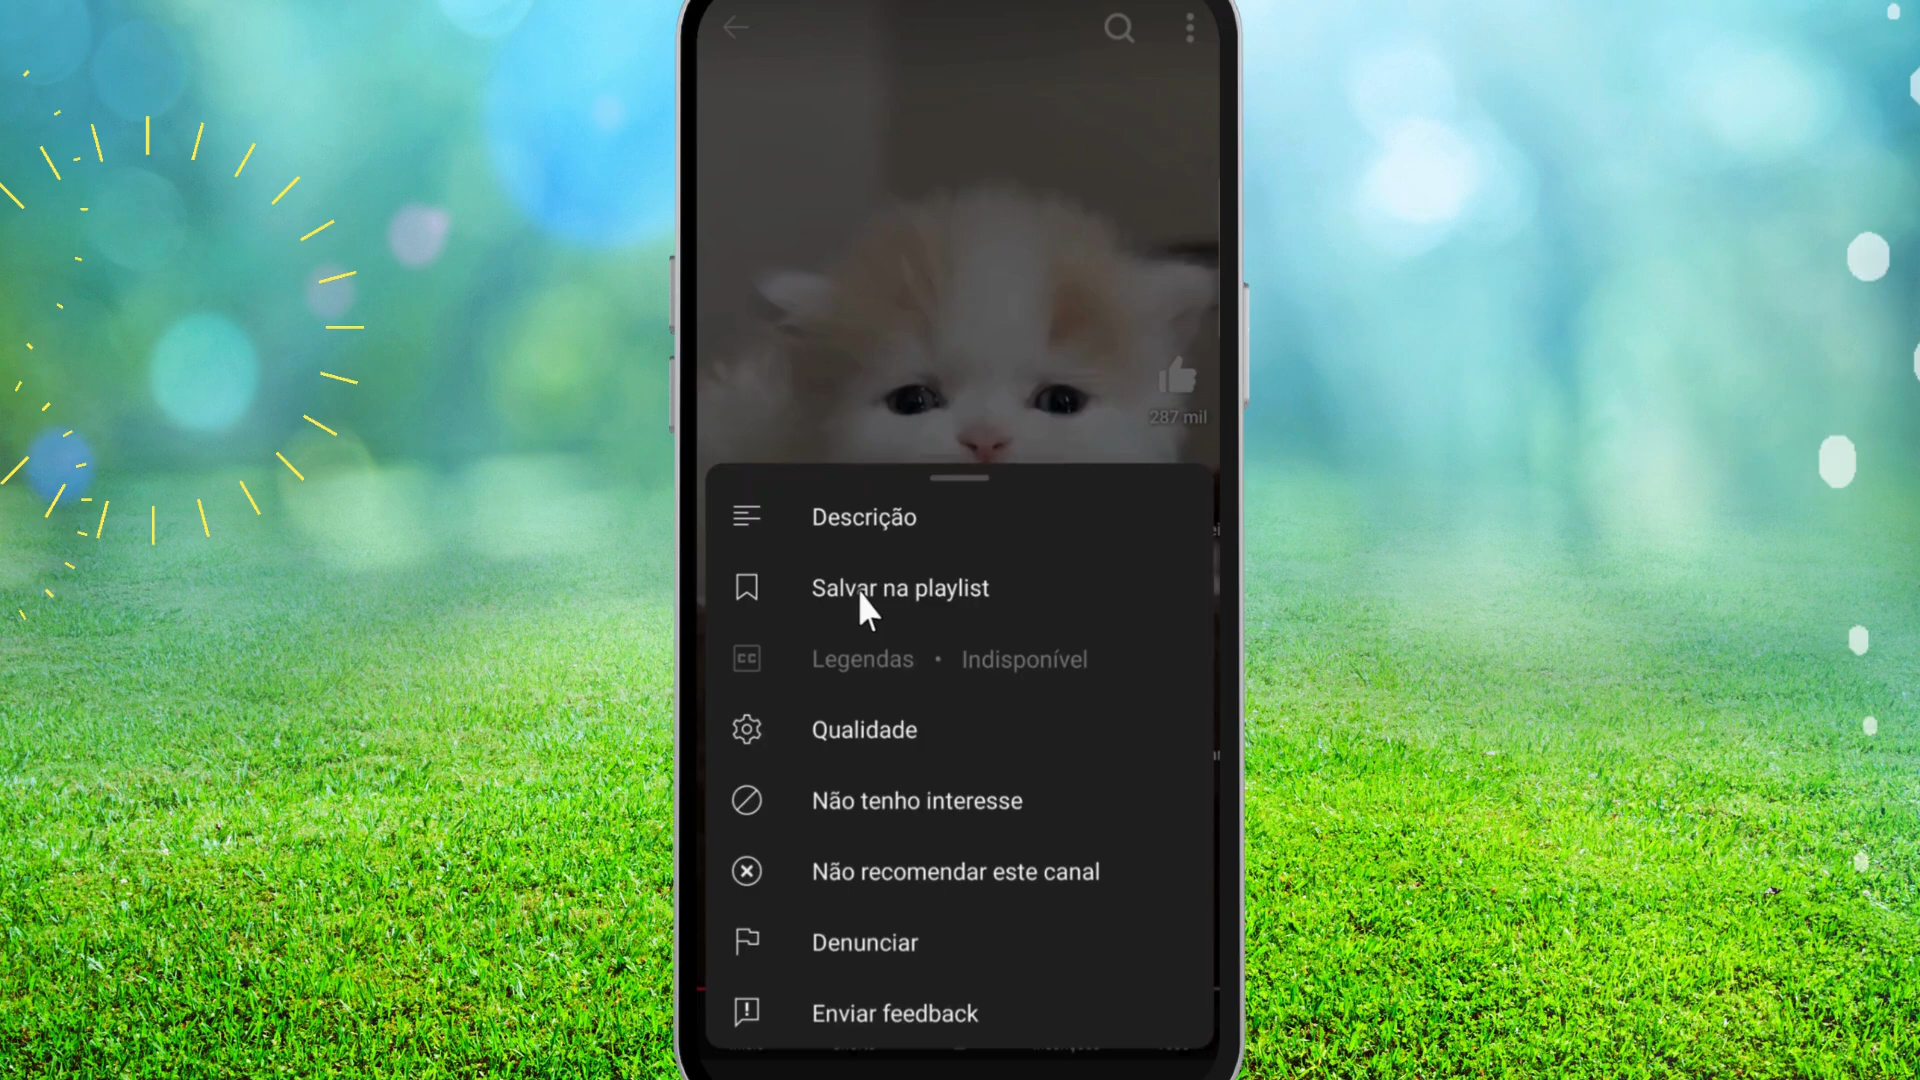 287 mil
Descrição
Salvar na playlist
Legendas • Indisponível
Qualidade
Não tenho interesse
Não recomendar este canal
Denunciar
Enviar feedback